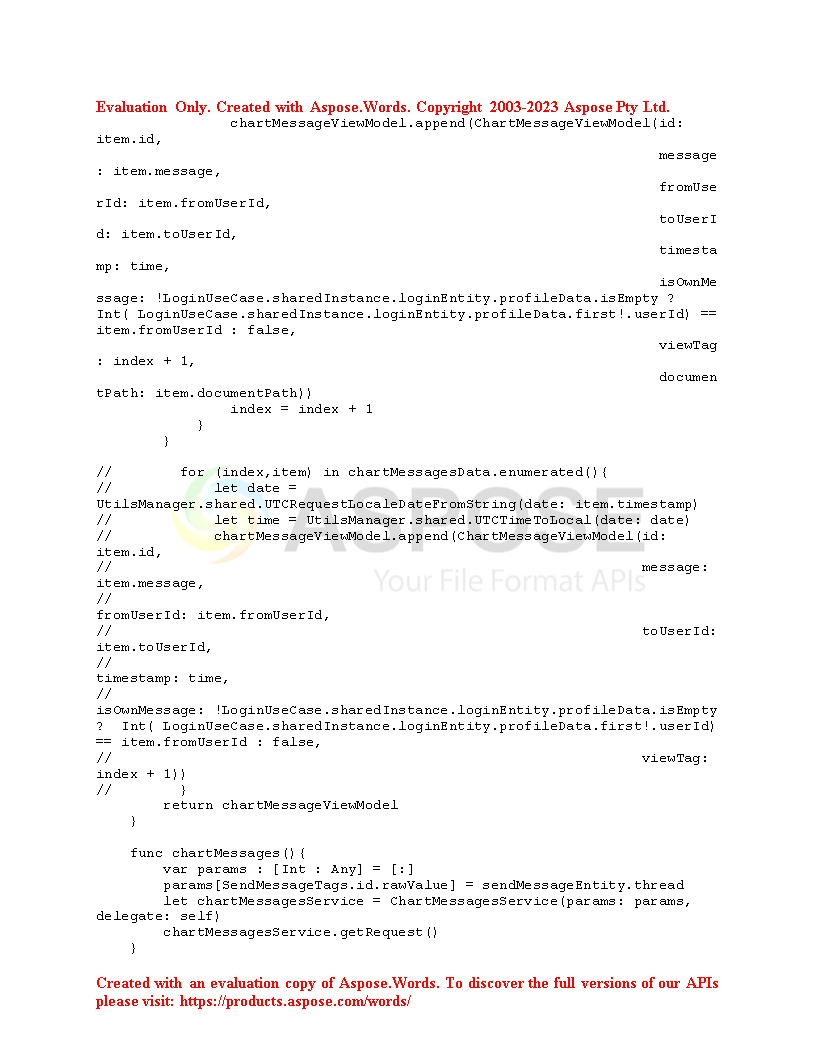 Evaluation Only. Created with Aspose.Words. Copyright 2003-2023 Aspose Pty Ltd.
chartMessageViewModel.append(ChartMessageViewModel(id:
item.id,
message
: item.message,
fromUse
rId: item.fromUserId,
toUserI
d: item.toUserId,
timesta
mp: time,
isOwnMe
ssage: !LoginUseCase.sharedInstance.loginEntity.profileData.isEmpty ?
Int( LoginUseCase.sharedInstance.loginEntity.profileData.first!.userId) ==
item.fromUserId : false,
viewTag
: index + 1,
documen
tPath: item.documentPath))
index = index + 1
}
}
// for (index,item) in chartMessagesData.enumerated(){
// let date =
UtilsManager.shared.UTCRequestLocaleDateFromString(date: item.timestamp)
// let time = UtilsManager.shared.UTCTimeToLocal(date: date)
// chartMessageViewModel.append(ChartMessageViewModel(id:
item.id,
// message:
item.message,
//
fromUserId: item.fromUserId,
// toUserId:
item.toUserId,
//
timestamp: time,
//
isOwnMessage: !LoginUseCase.sharedInstance.loginEntity.profileData.isEmpty
? Int( LoginUseCase.sharedInstance.loginEntity.profileData.first!.userId)
== item.fromUserId : false,
// viewTag:
index + 1))
// }
return chartMessageViewModel
}
func chartMessages(){
var params : [Int : Any] = [:]
params[SendMessageTags.id.rawValue] = sendMessageEntity.thread
let chartMessagesService = ChartMessagesService(params: params,
delegate: self)
chartMessagesService.getRequest()
}
ASPOSE
Your File Format APIs
Created with an evaluation copy of Aspose.Words. To discover the full versions of our APIs
please visit: https://products.aspose.com/words/